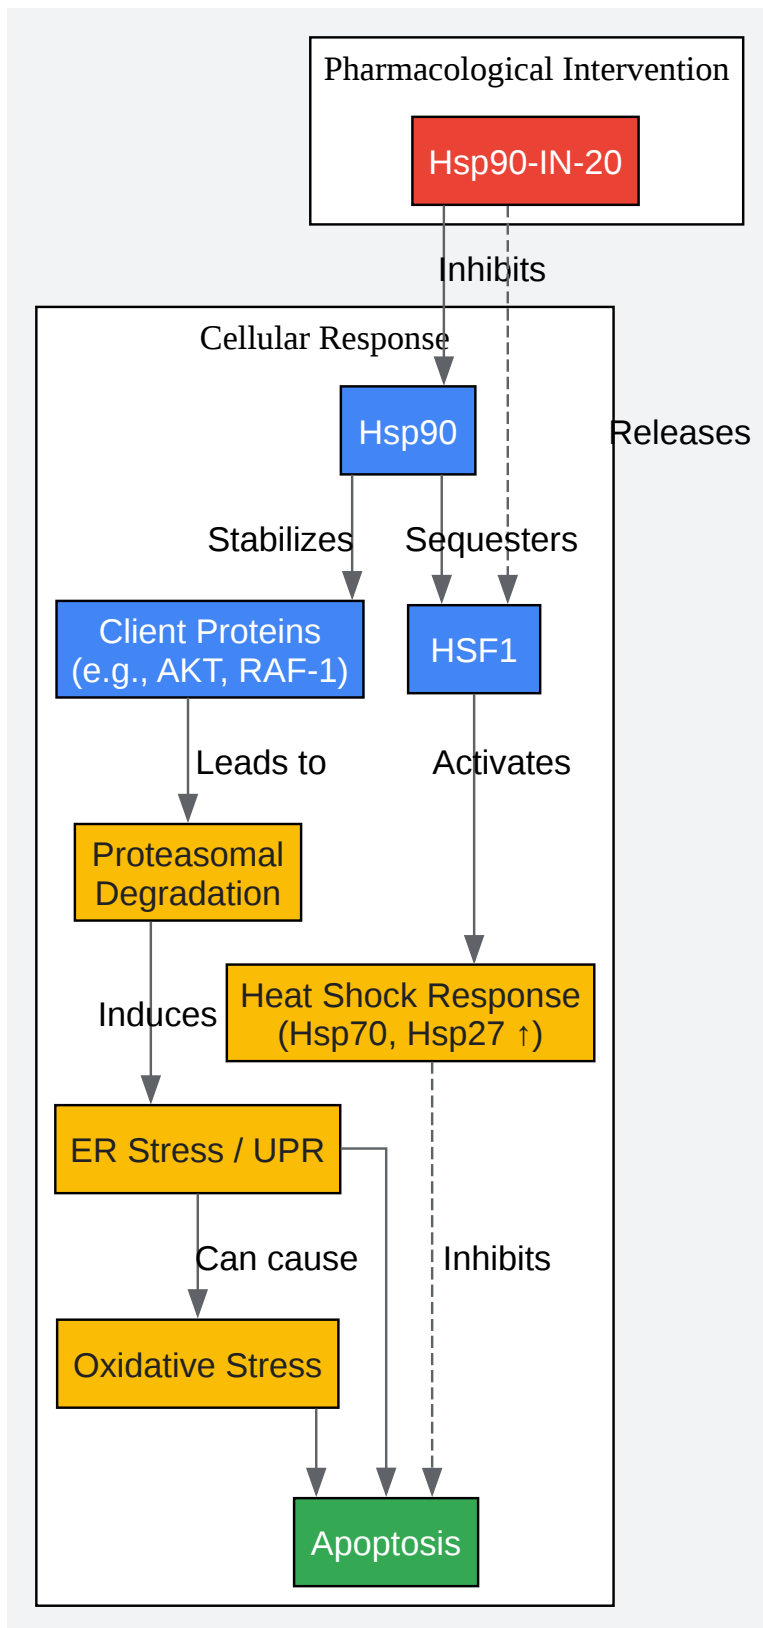 Pharmacological Intervention
Hsp90-IN-20
Inhibits
Cellular Response
Hsp90
Releases
Stabilizes
Sequesters
Client Proteins
(e.g., AKT, RAF-1)
HSF1
Leads to
Activates
Proteasomal
Degradation
Heat Shock Response
(Hsp70, Hsp27 ↑)
Induces
ER Stress / UPR
Can cause
Inhibits
Oxidative Stress
Apoptosis